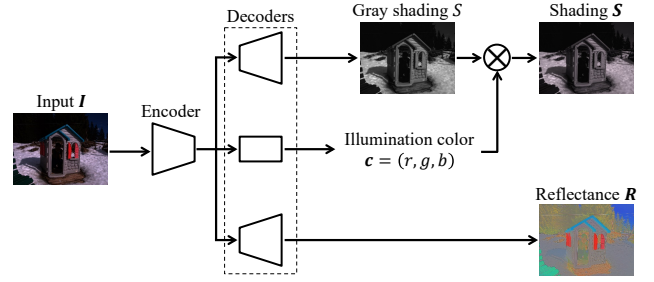 Decoders
Gray shading S
Shading S
Input I
Encoder
Illumination color
c = (r, g, b)
Reflectance R